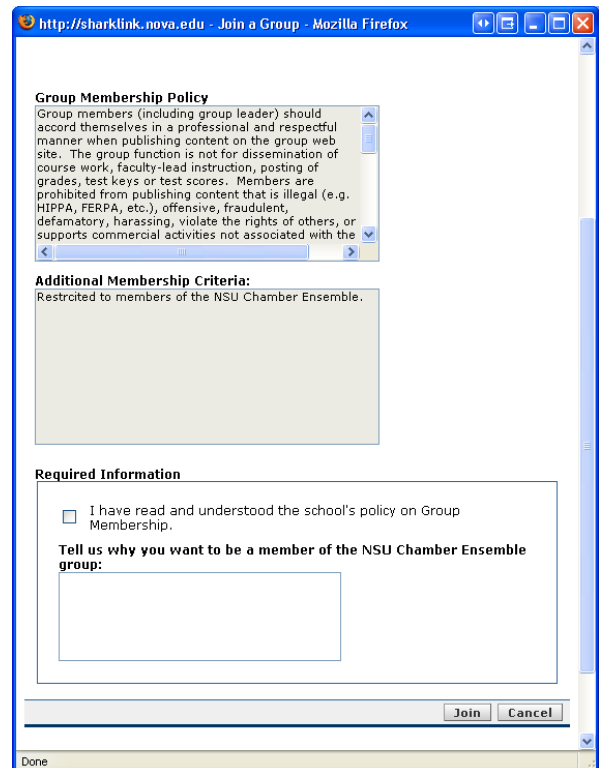 http://sharklink.nova.edu - Join a Group - Mozilla Firefox
Group Membership Policy
Group members (including group leader) should
accord themselves in a professional and respectful
manner when publishing content on the group web
site. The group function is not for dissemination of
course work, faculty-lead instruction, posting of
grades, test keys or test scores. Members are
prohibited from publishing content that is illegal (e.g.
HIPPA, FERPA, etc.), offensive, fraudulent,
defamatory, harassing, violate the rights of others, or
supports commercial activities not associated with the
Additional Membership Criteria:
Restrcited to members of the NSU Chamber Ensemble.
Required Information
I have read and understood the school's policy on Group
Membership.
Tell us why you want to be a member of the NSU Chamber Ensemble
group:
Join Cancel
Done